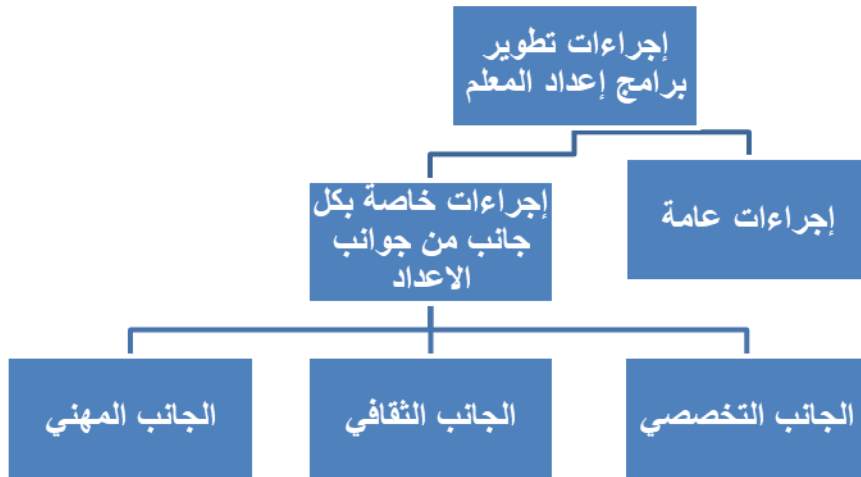 إجراءات تطوير
برامج إعداد المعلم
إجراءات عامة
إجراءات خاصة بكل
جانب من جوانب
الاعداد
الجانب التخصصي
الجانب الثقافي
الجانب المهني